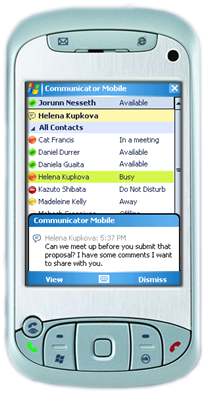 Communicator Mobile
Jorunn Nesseth Available
Helena Kupkova
All Contacts
Cat Francis In a meeting
Daniel Durrer Available
Daniela Guaita Available
Helena Kupkova Busy
Kazuto Shibata Do Not Disturb
Madeleine Kelly Away
Communicator Mobile
Helena Kupkova: 5:37 PM
Can we meet up before you submit that
proposal? I have some comments I want
to share with you.
View Dismiss